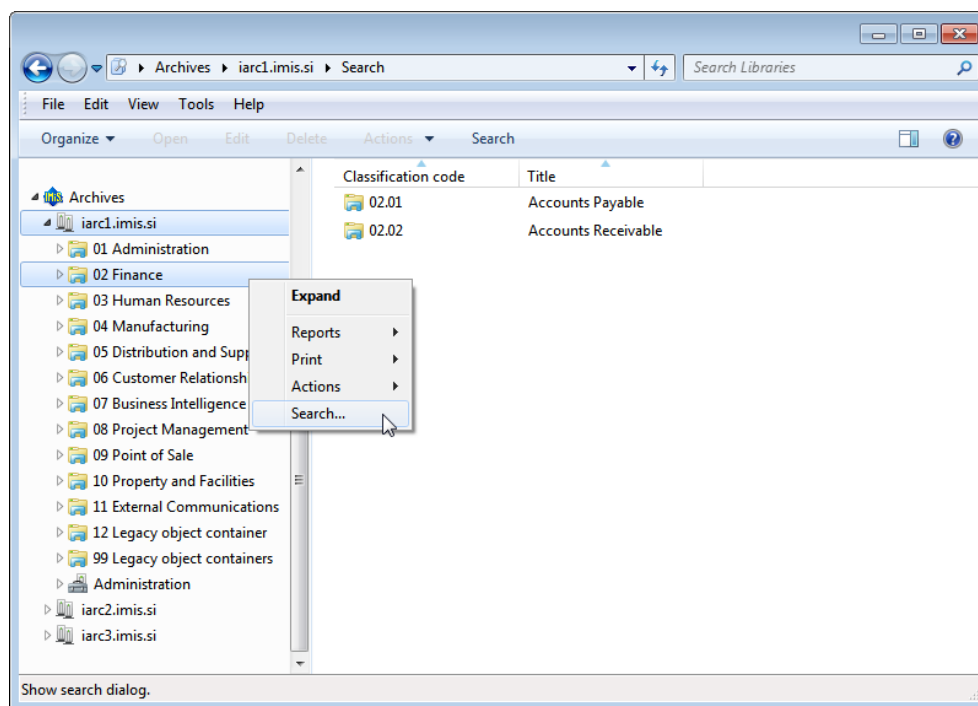 Archives iarc1.imis.si Search Search Libraries
File Edit View Tools Help
Organize Open Edit Delete Actions Search
Classification code Title
Archives
iarc1.imis.si
01 Administration
02 Finance
03 Human Resources
04 Manufacturing
05 Distribution and Supp
06 Customer Relationsh
07 Business Intelligence
08 Project Management
09 Point of Sale
10 Property and Facilities
11 External Communications
12 Legacy object container
99 Legacy object containers
Administration
iarc2.imis.si
iarc3.imis.si
02.01 Accounts Payable
02.02 Accounts Receivable
Expand
Reports
Print
Actions
Search...
Show search dialog.